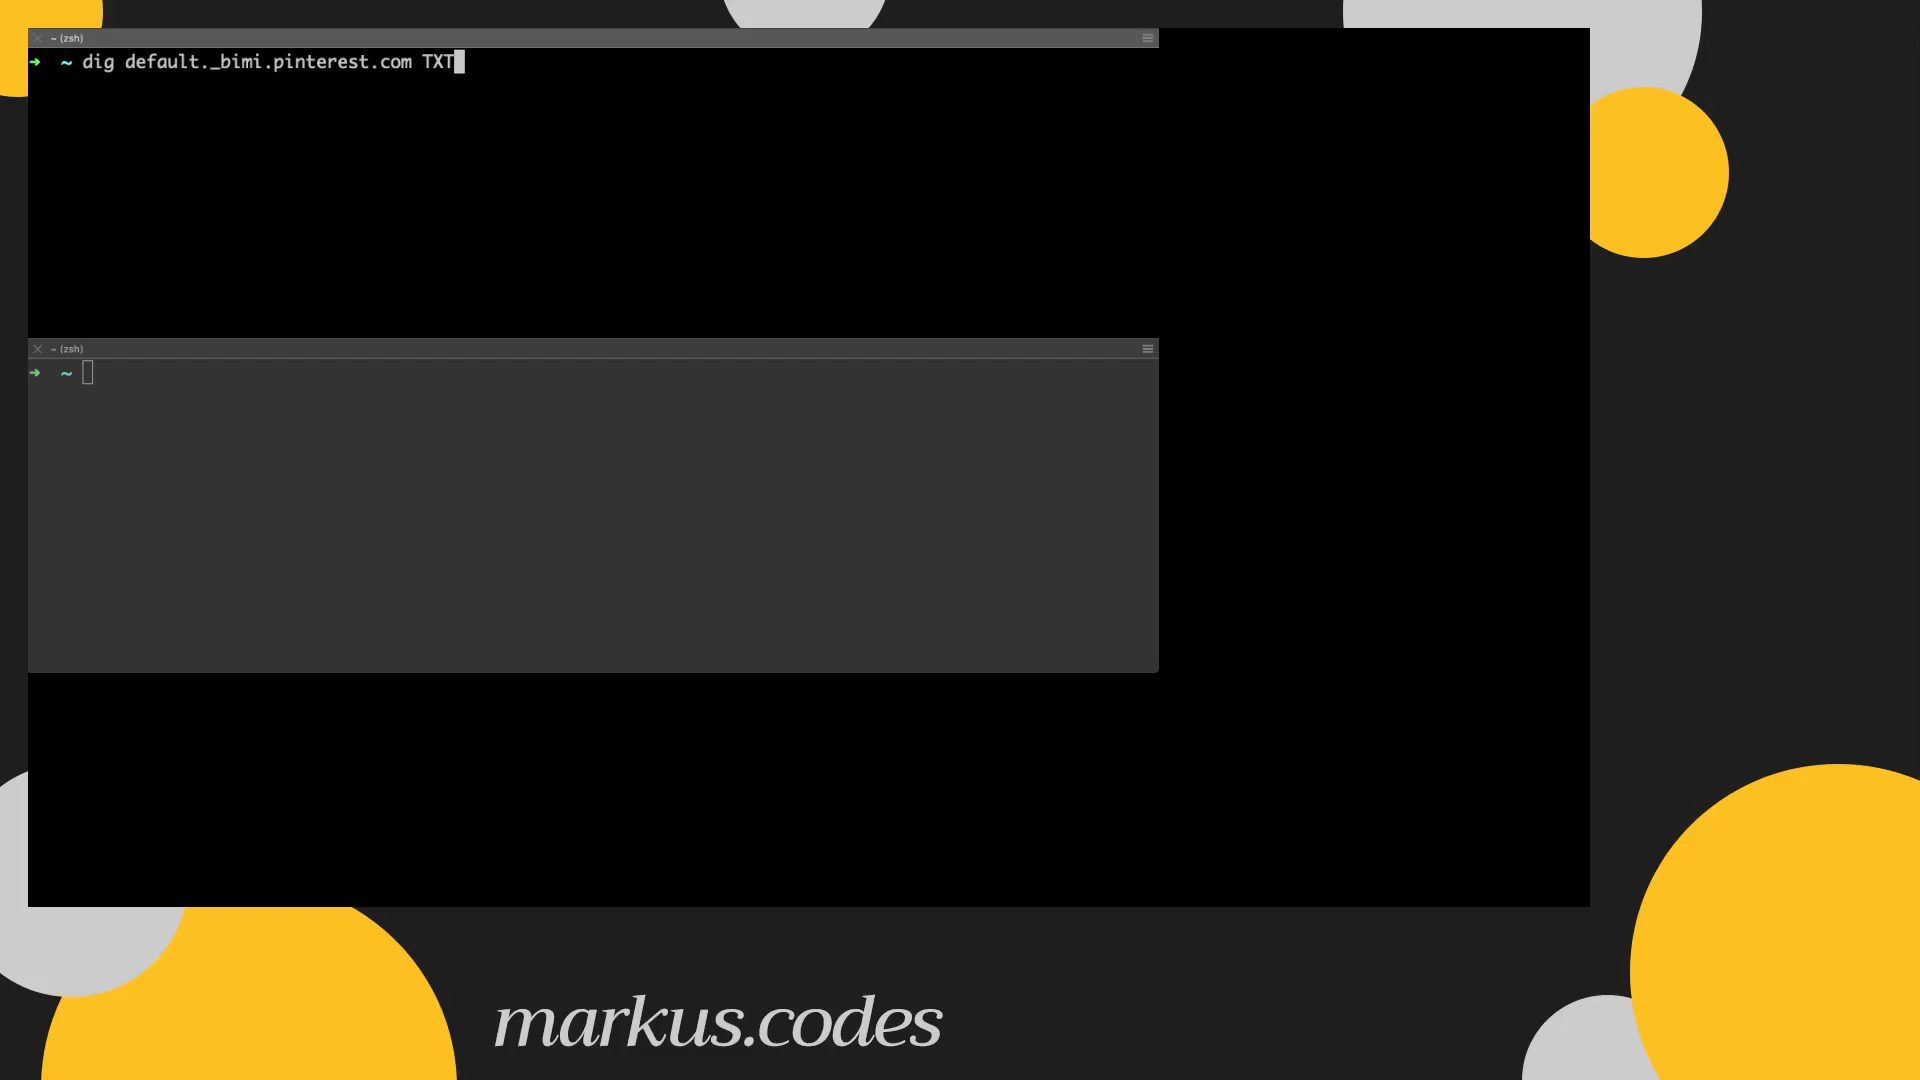 ~ (zsh)
➜ ~ dig default._bimi.pinterest.com TXT
~ (zsh)
➜ ~
markus.codes